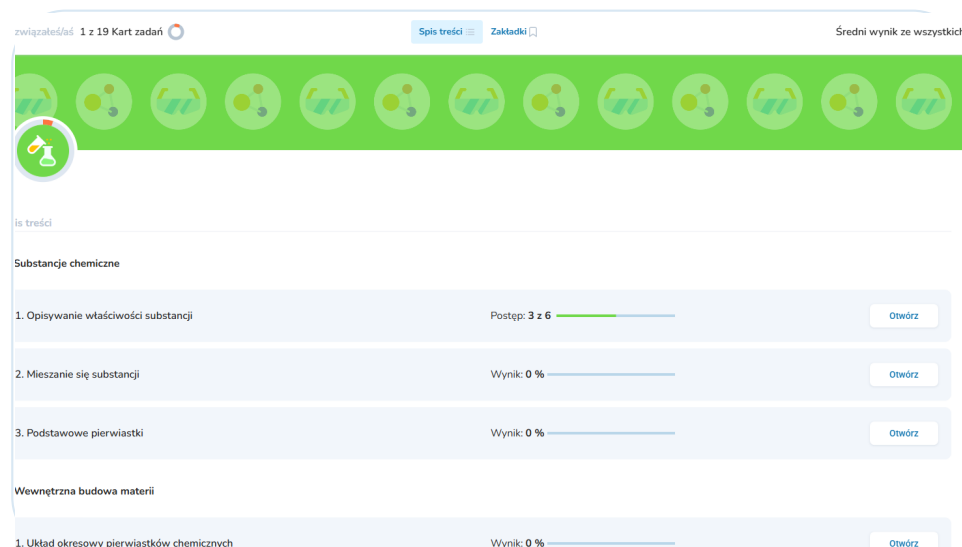 związałeś/aś 1 z 19 Kart zadań
Spis treści
Zakładki
Średni wynik ze wszystkich
is treści
Substancje chemiczne
1. Opisywanie właściwości substancji
Postęp: 3 z 6
Otwórz
2. Mieszanie się substancji
Wynik: 0 %
Otwórz
3. Podstawowe pierwiastki
Wynik: 0 %
Otwórz
Wewnętrzna budowa materii
1. Układ okresowy pierwiastków chemicznych
Wynik: 0 %
Otwórz